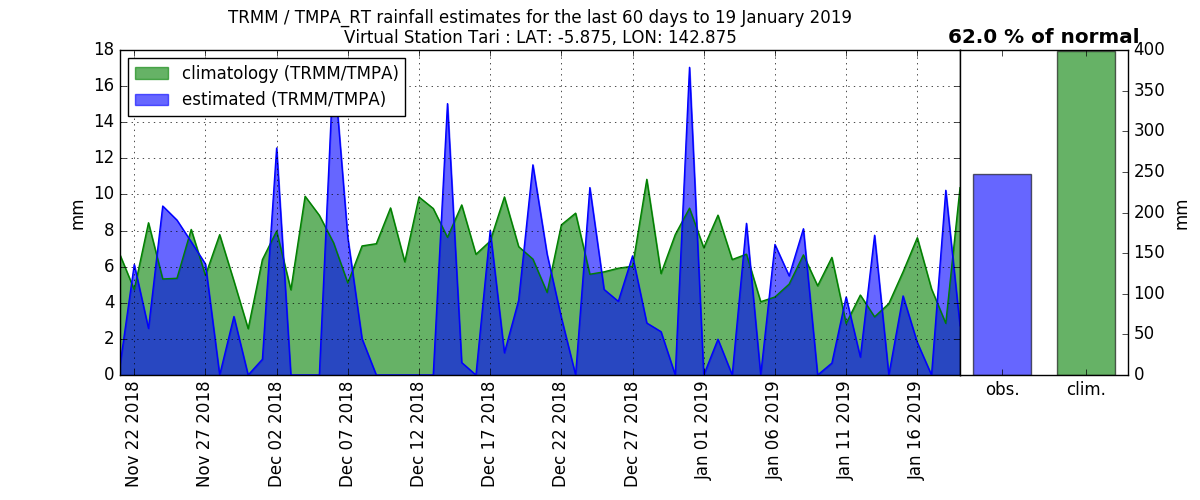 TRMM / TMPA_RT rainfall estimates for the last 60 days to 19 January 2019
Virtual Station Tari : LAT: -5.875, LON: 142.875
62.0 % of normal
climatology (TRMM/TMPA)
estimated (TRMM/TMPA)
mm
18
16
14
12
10
8
6
4
2
0
Nov 22 2018
Nov 27 2018
Dec 02 2018
Dec 07 2018
Dec 12 2018
Dec 17 2018
Dec 22 2018
Dec 27 2018
Jan 01 2019
Jan 06 2019
Jan 11 2019
Jan 16 2019
obs.
clim.
400
350
300
250
200
150
100
50
0
mm